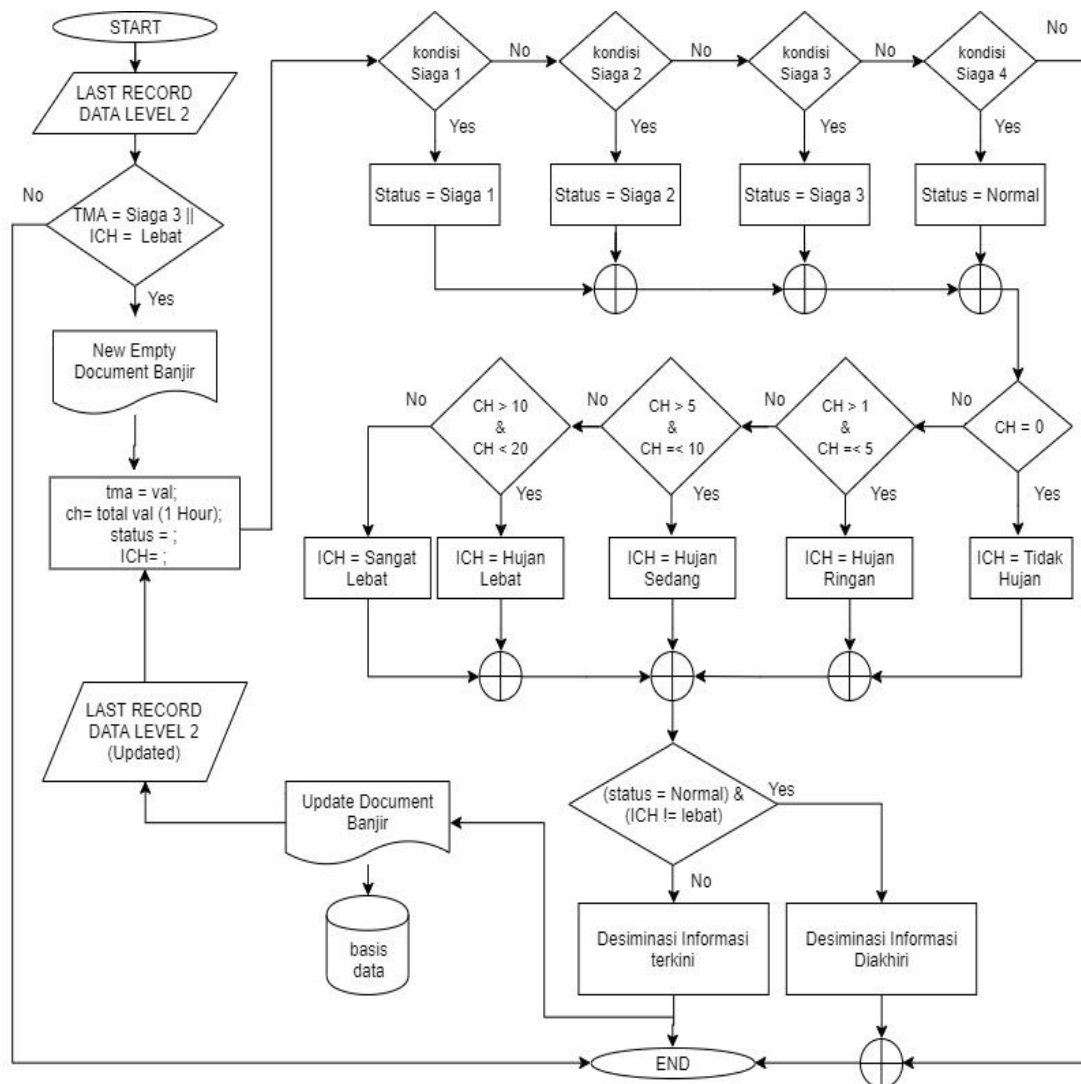 START
LAST RECORD
DATA LEVEL 2
No
TMA = Siaga 3 ||
ICH = Lebat
Yes
New Empty
Document Banjir
tma = val;
ch= total val (1 Hour);
status = ;
ICH= ;
LAST RECORD
DATA LEVEL 2
(Updated)
kondisi
Siaga 1
No
kondisi
Siaga 2
No
kondisi
Siaga 3
No
kondisi
Siaga 4
No
Yes
Yes
Yes
Yes
Status = Siaga 1
Status = Siaga 2
Status = Siaga 3
Status = Normal
CH = 0
No
CH > 1
&
CH =< 5
No
CH > 5
&
CH =< 10
No
CH > 10
&
CH < 20
No
Yes
Yes
Yes
Yes
ICH = Sangat
Lebat
ICH = Hujan
Lebat
ICH = Hujan
Sedang
ICH = Hujan
Ringan
ICH = Tidak
Hujan
(status = Normal) &
(ICH != lebat)
Yes
No
Update Document
Banjir
basis
data
Desiminasi Informasi
terkini
Desiminasi Informasi
Diakhiri
END